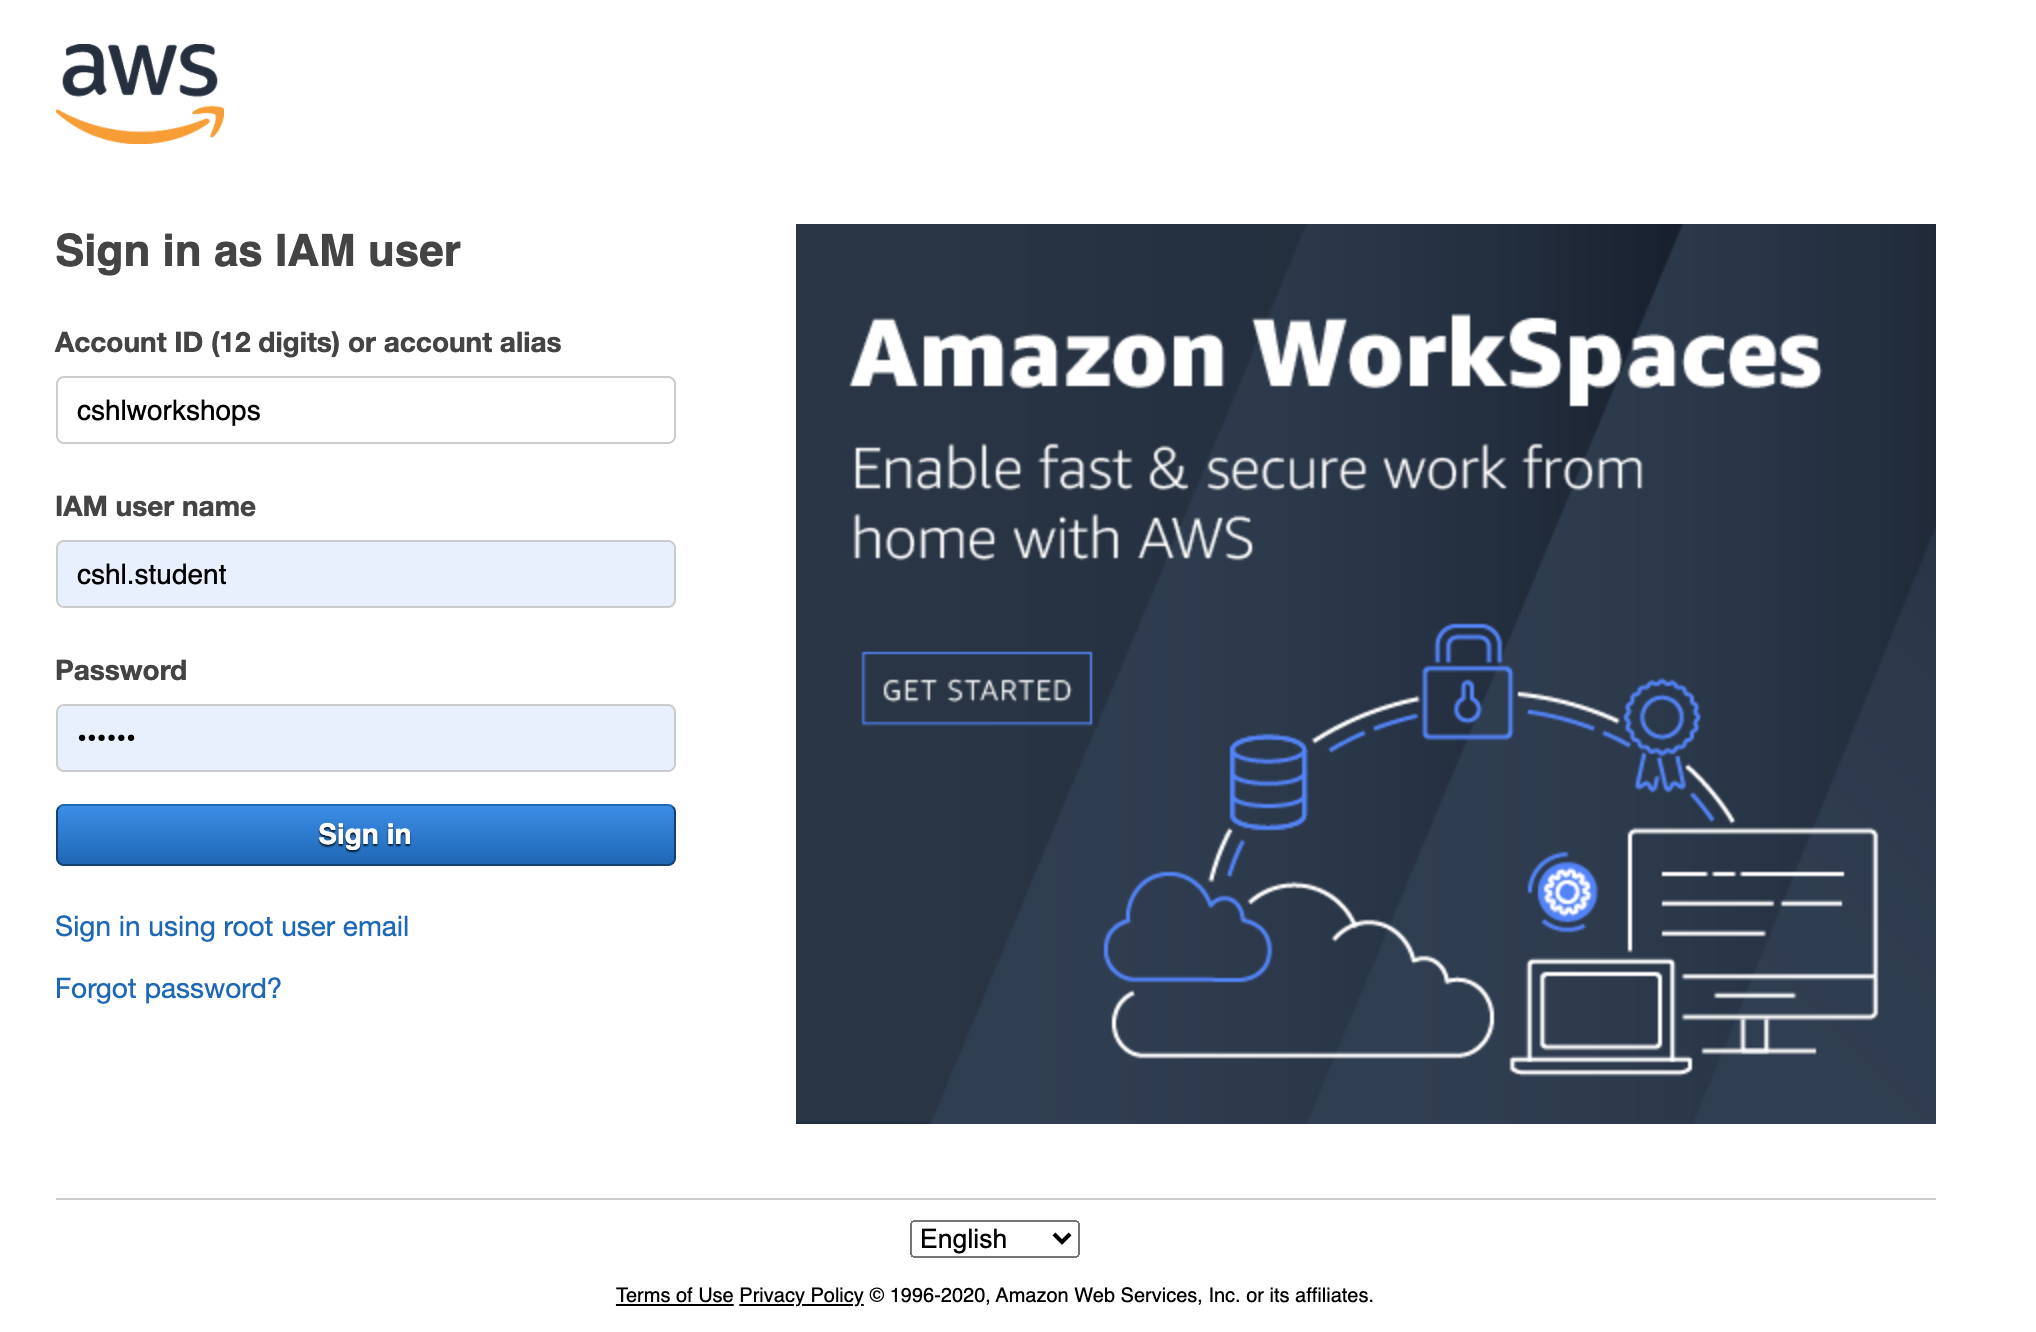 aws
Sign in as IAM user
Account ID (12 digits) or account alias
cshlworkshops
IAM user name
cshl.student
Password
••••••
Sign in
Sign in using root user email
Forgot password?
Amazon WorkSpaces
Enable fast & secure work from
home with AWS
GET STARTED
English
Terms of Use Privacy Policy © 1996-2020, Amazon Web Services, Inc. or its affiliates.